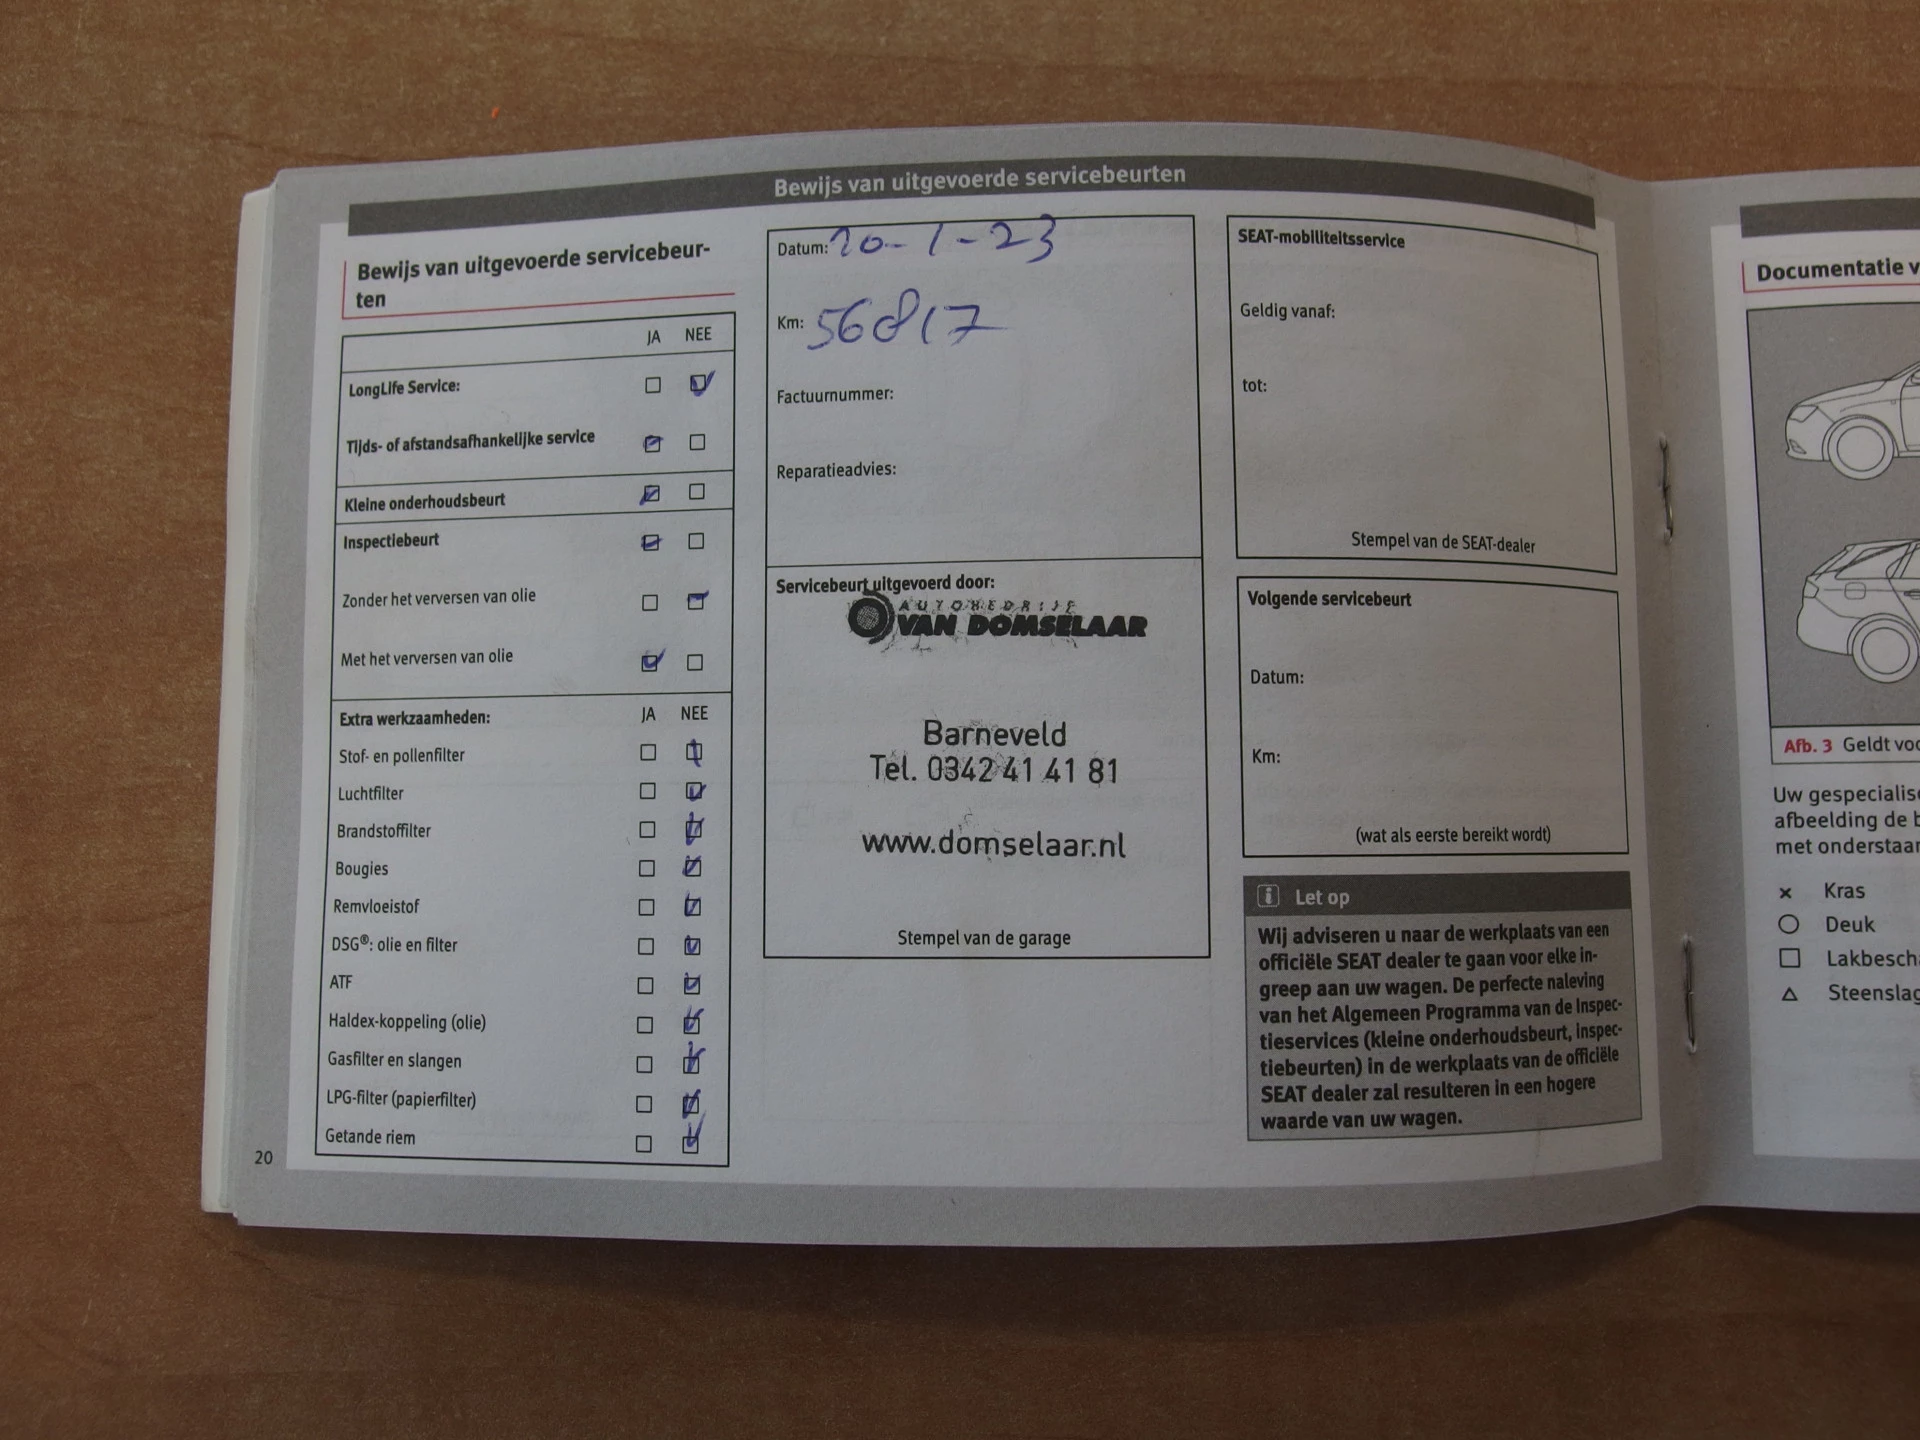 Bewijs van uitgevoerde servicebeurten
Bewijs van uitgevoerde servicebeur-
ten
JA NEE
LongLife Service:
Tijds- of afstandsafhankelijke service
Kleine onderhoudsbeurt
Inspectiebeurt
Zonder het verversen van olie
Met het verversen van olie
Extra werkzaamheden: JA NEE
Stof- en pollenfilter
Luchtfilter
Brandstoffilter
Bougies
Remvloeistof
DSG®: olie en filter
ATF
Haldex-koppeling (olie)
Gasfilter en slangen
LPG-filter (papierfilter)
Getande riem
20
Datum: 20-1-23
Km: 56817
Factuurnummer:
Reparatieadvies:
Servicebeurt uitgevoerd door:
AUTOBEDRIJF
VAN DOMSELAAR
Barneveld
Tel. 0342 41 41 81
www.domselaar.nl
Stempel van de garage
SEAT-mobiliteitsservice
Geldig vanaf:
tot:
Stempel van de SEAT-dealer
Volgende servicebeurt
Datum:
Km:
(wat als eerste bereikt wordt)
i Let op
Wij adviseren u naar de werkplaats van een
officiële SEAT dealer te gaan voor elke in-
greep aan uw wagen. De perfecte naleving
van het Algemeen Programma van de Inspec-
tieservices (kleine onderhoudsbeurt, inspec-
tiebeurten) in de werkplaats van de officiële
SEAT dealer zal resulteren in een hogere
waarde van uw wagen.
Documentatie v
Afb. 3 Geldt voo
Uw gespecialise
afbeelding de b
met onderstaan
× Kras
Deuk
Lakbescha
Steenslag